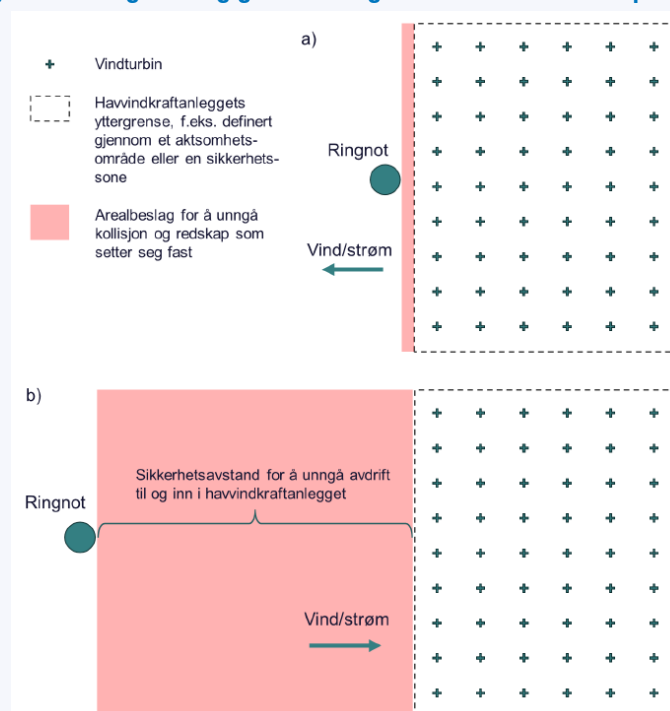 a)
Vindturbin
Havvindkraftanleggets
yttergrense, f.eks. definert
gjennom et aktsomhets-
område eller en sikkerhets-
sone
Ringnot
Arealbeslag for å unngå
kollisjon og redskap som
setter seg fast
Vind/strøm
b)
Sikkerhetsavstand for å unngå avdrift
til og inn i havvindkraftanlegget
Ringnot
Vind/strøm